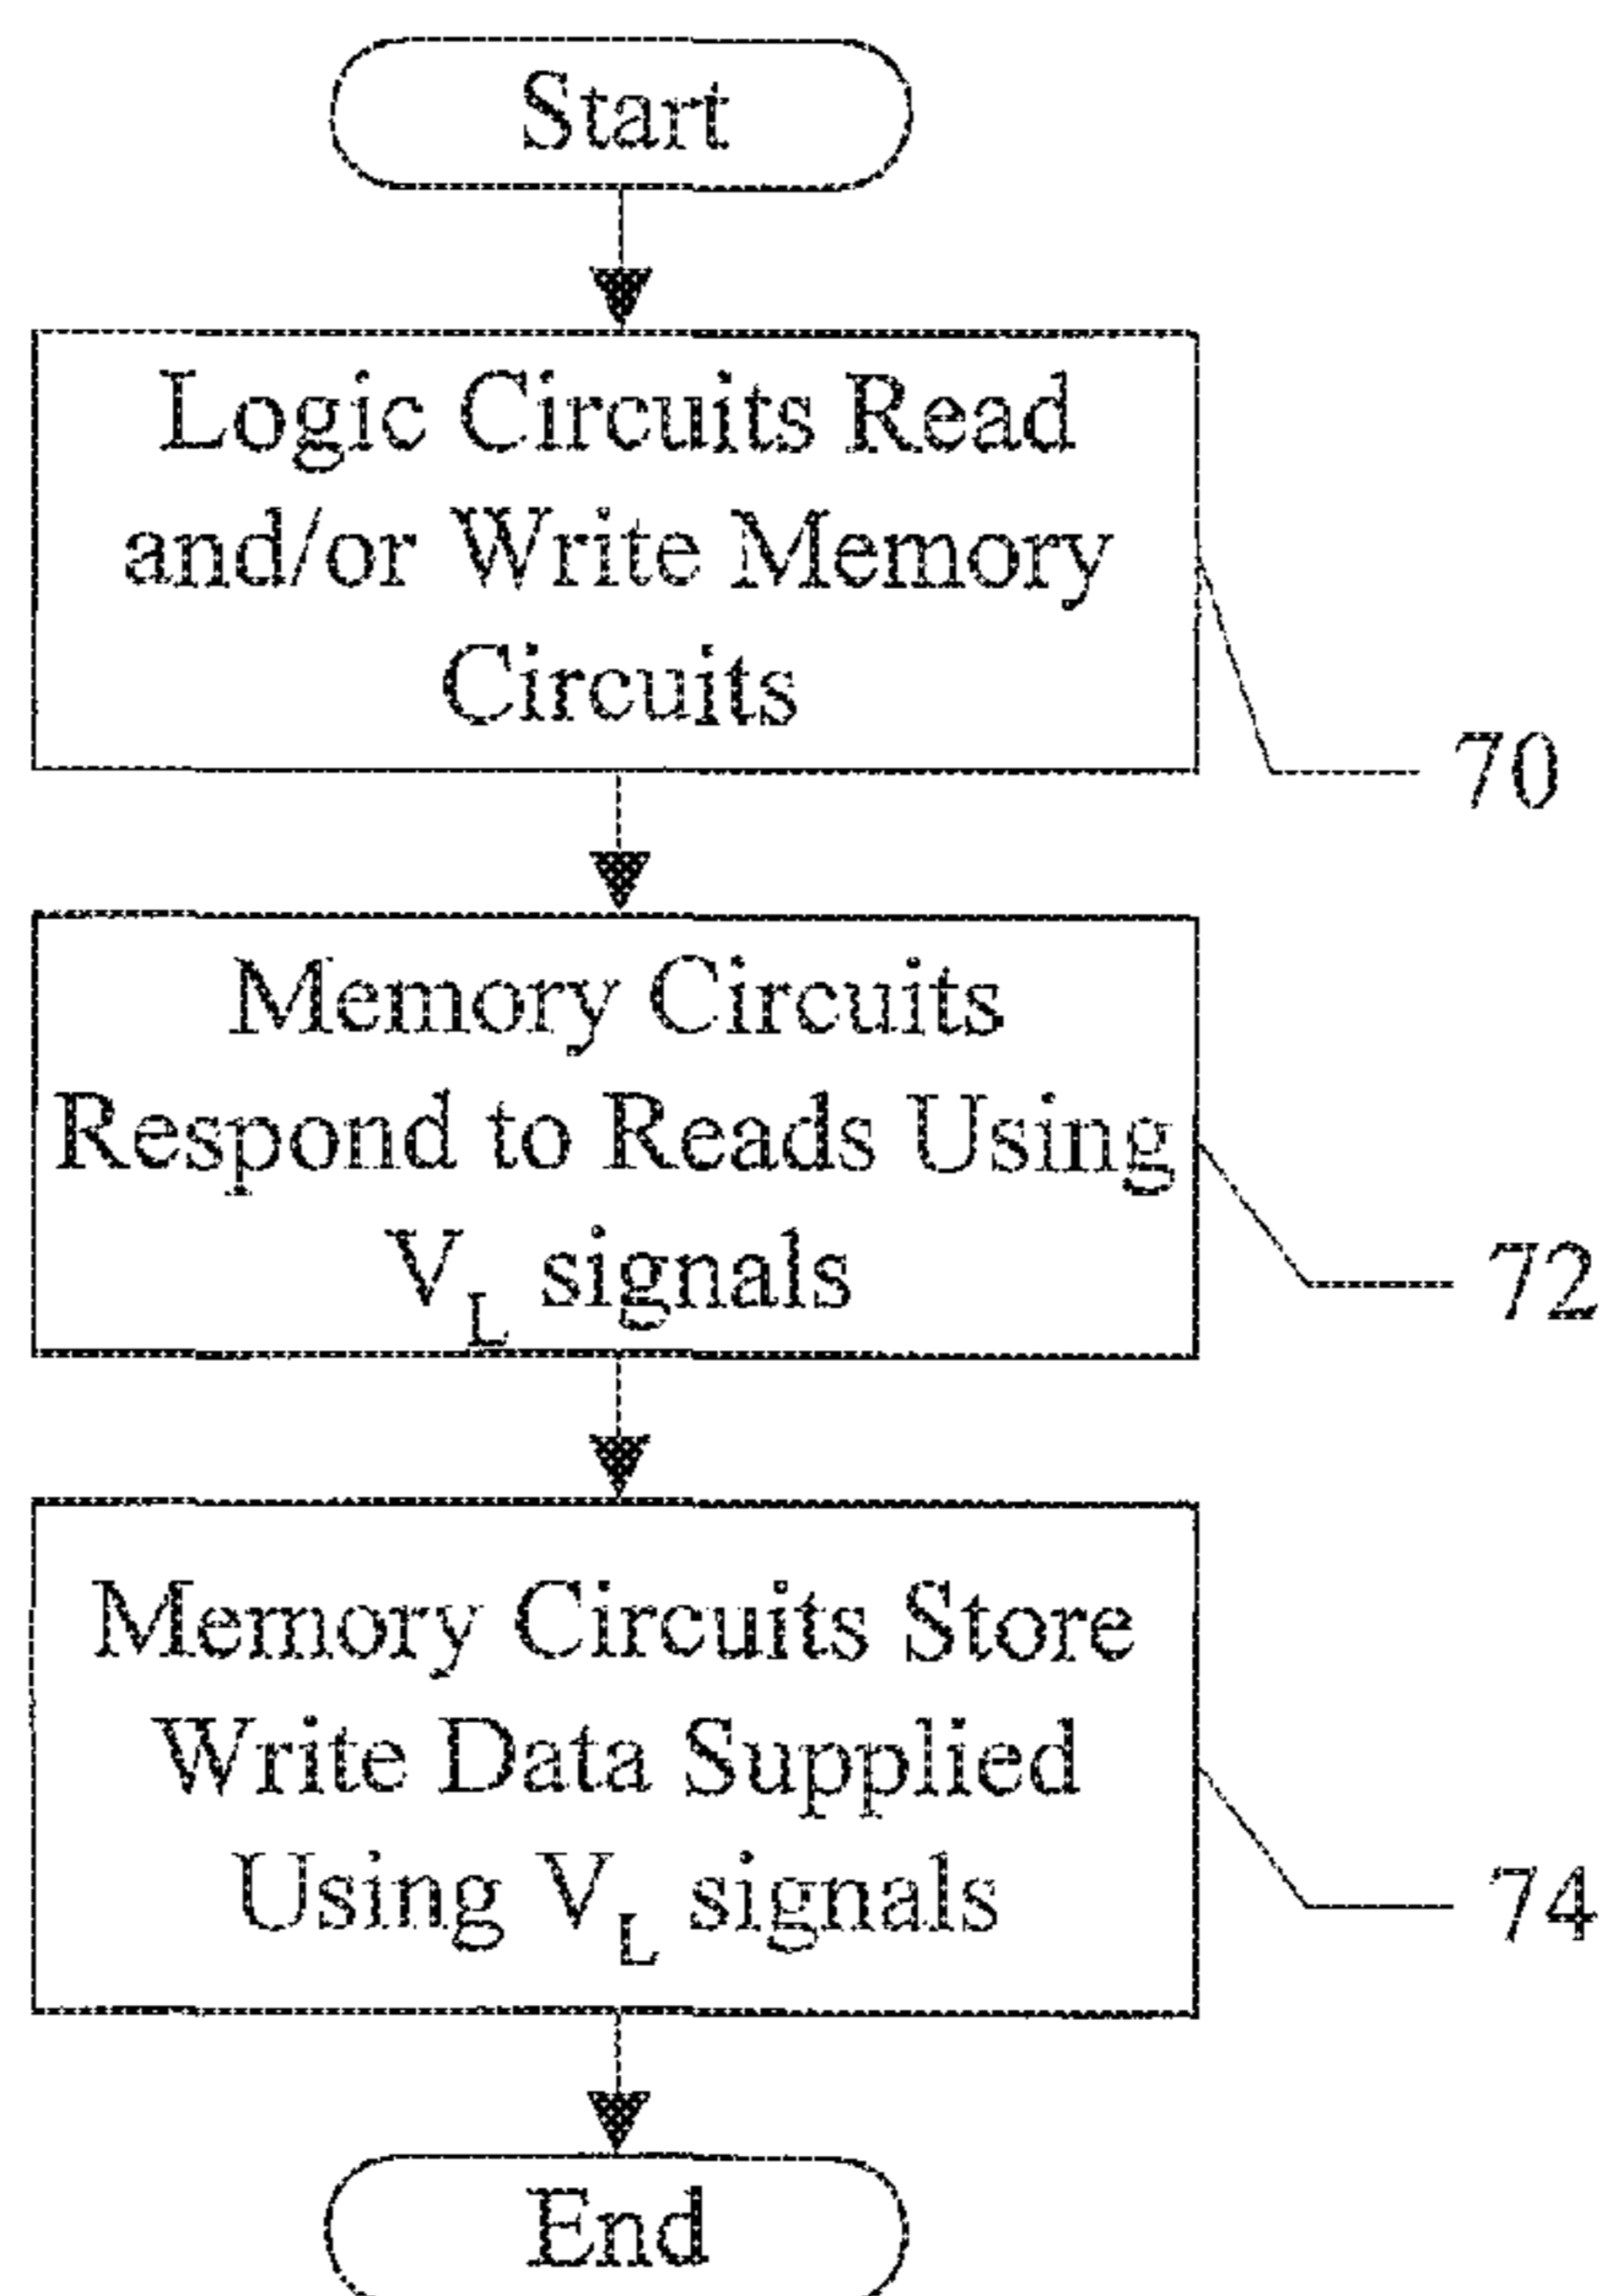 Start
Logic Circuits Read
and/or Write Memory
Circuits
70
Memory Circuits
Respond to Reads Using
V_L signals
72
Memory Circuits Store
Write Data Supplied
Using V_L signals
74
End